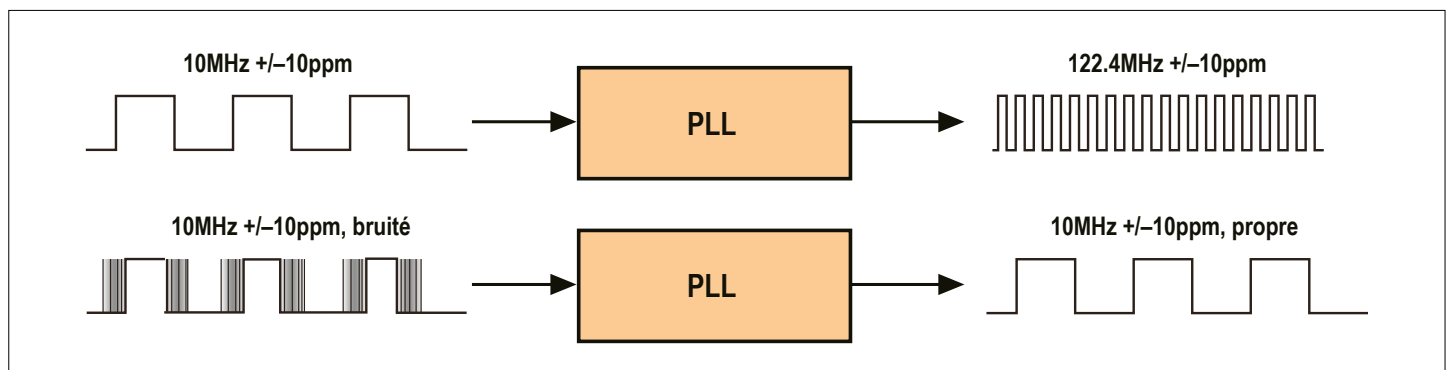 10MHz +/–10ppm
PLL
122.4MHz +/–10ppm
10MHz +/–10ppm, bruité
PLL
10MHz +/–10ppm, propre